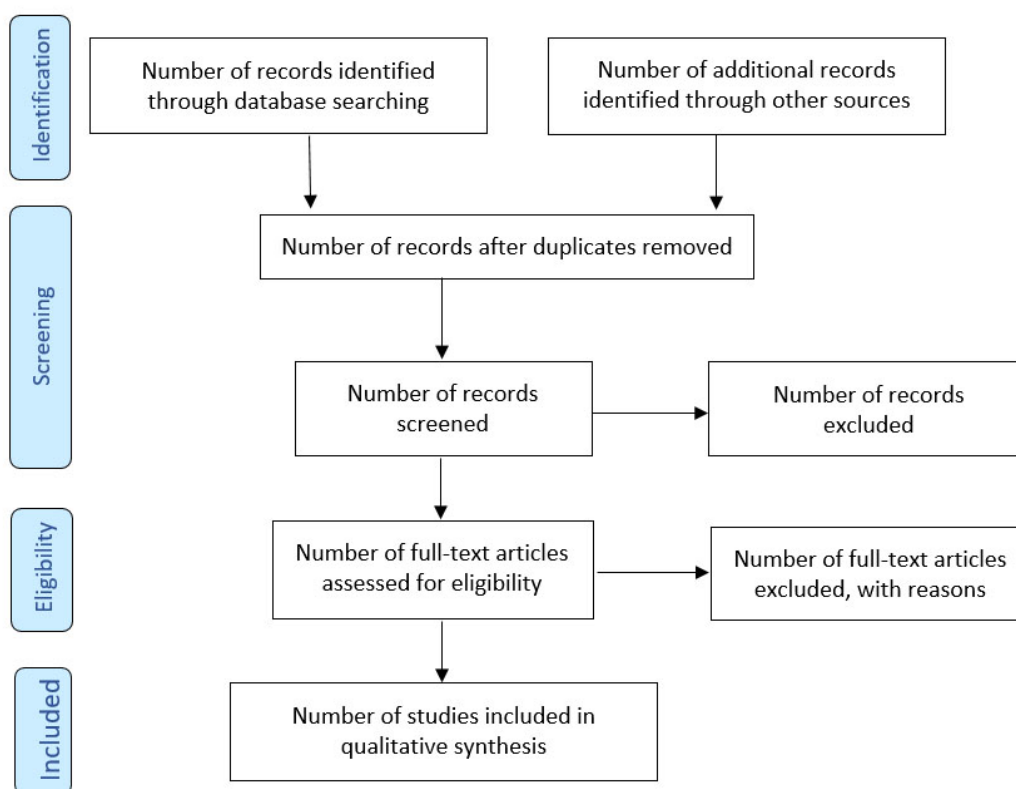 Identification
Number of records identified
through database searching
Number of additional records
identified through other sources
Screening
Number of records after duplicates removed
Number of records
screened
Number of records
excluded
Eligibility
Number of full-text articles
assessed for eligibility
Number of full-text articles
excluded, with reasons
Included
Number of studies included in
qualitative synthesis